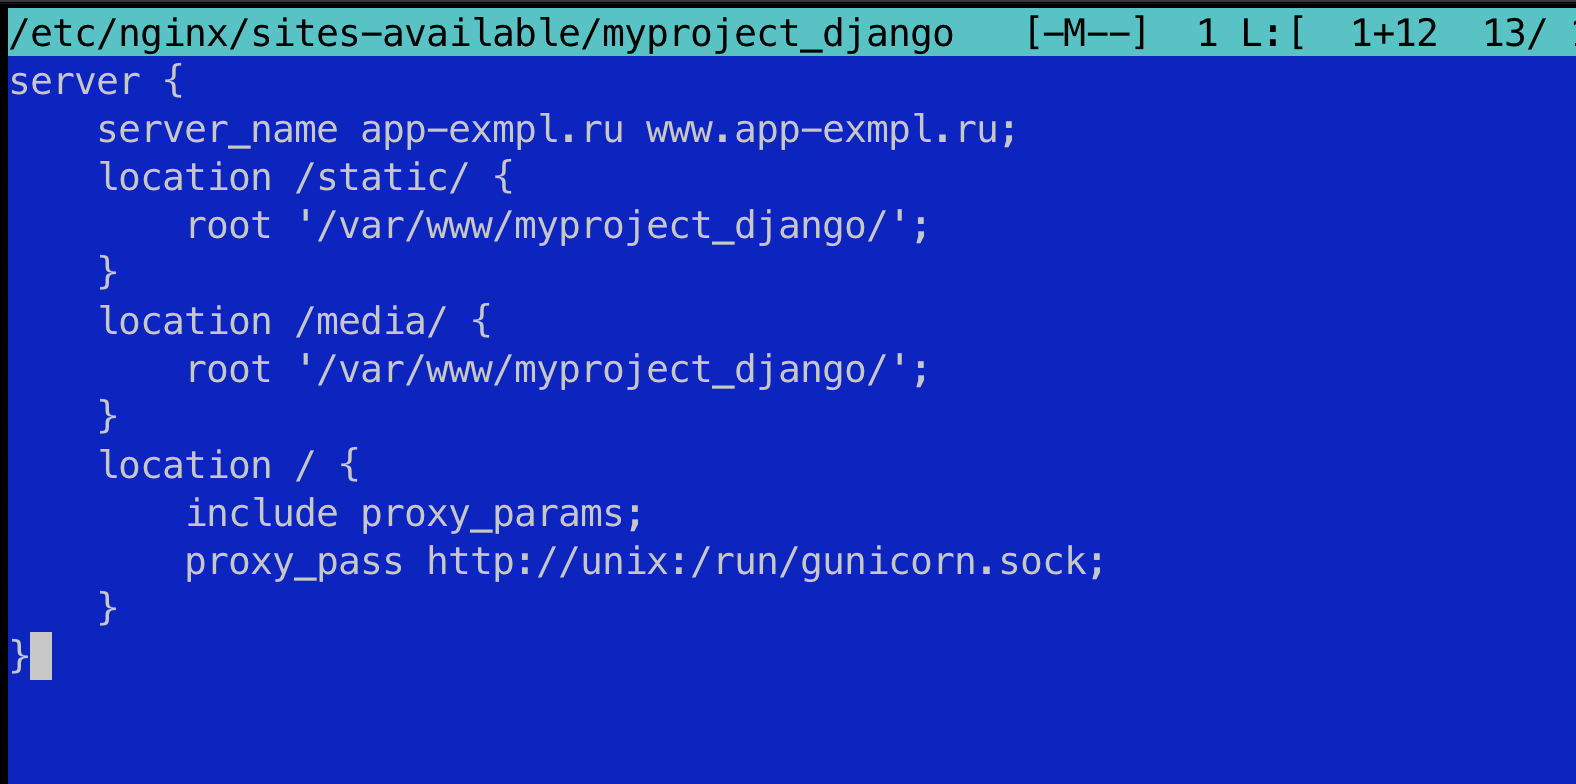 /etc/nginx/sites-available/myproject_django [-M--] 1 L:[ 1+12 13/
server {
    server_name app-exmpl.ru www.app-exmpl.ru;
    location /static/ {
        root '/var/www/myproject_django/';
    }
    location /media/ {
        root '/var/www/myproject_django/';
    }
    location / {
        include proxy_params;
        proxy_pass http://unix:/run/gunicorn.sock;
    }
}